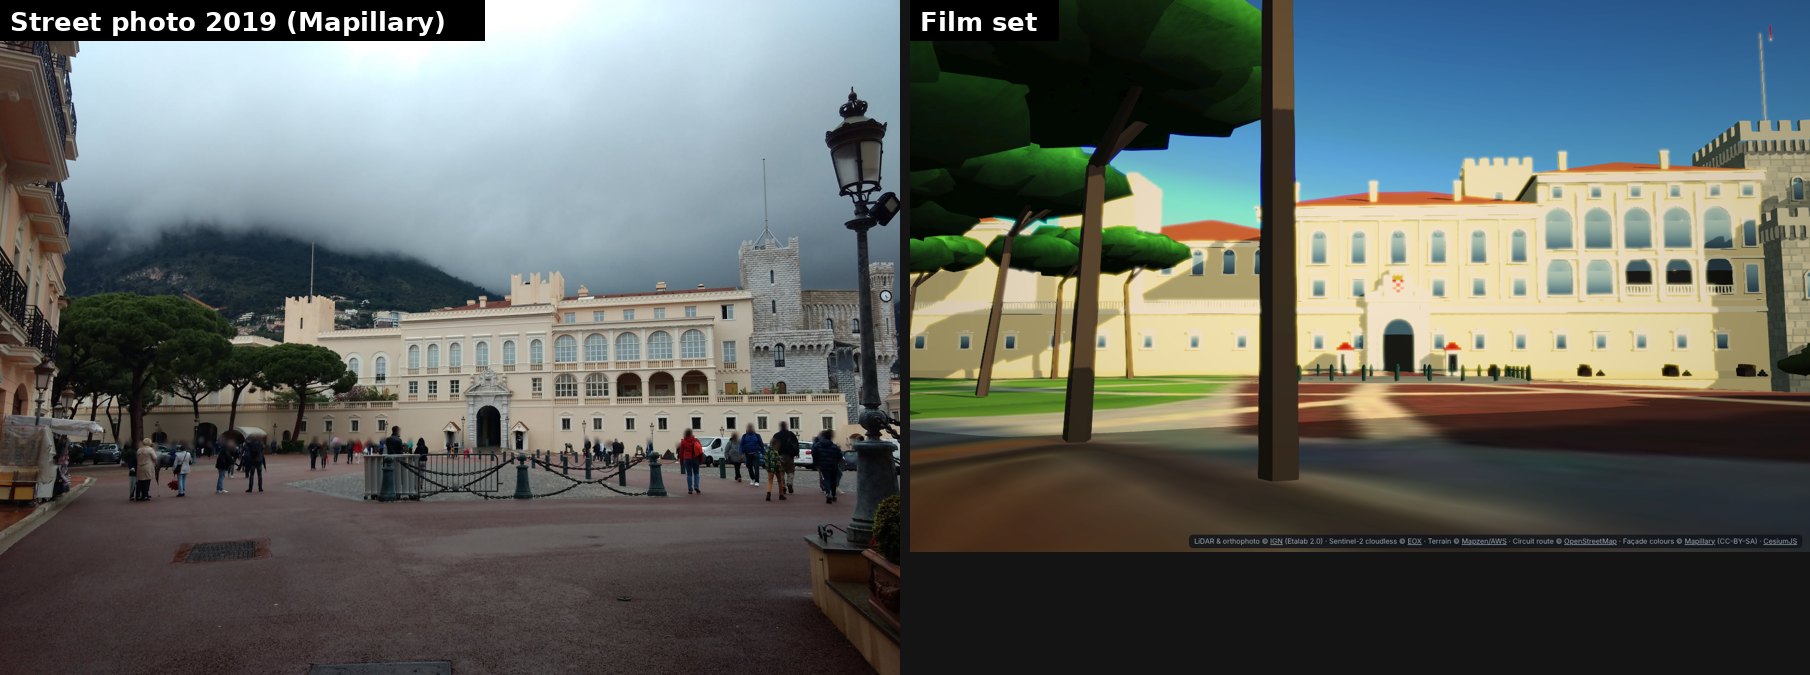 Street photo 2019 (Mapillary)
Film set
LiDAR & orthophoto © IGN (Etalab 2.0) · Sentinel-2 cloudless © EOX · Terrain © Mapzen/AWS · Circuit route © OpenStreetMap · Façade colours © Mapillary (CC-BY-SA) · CesiumJS